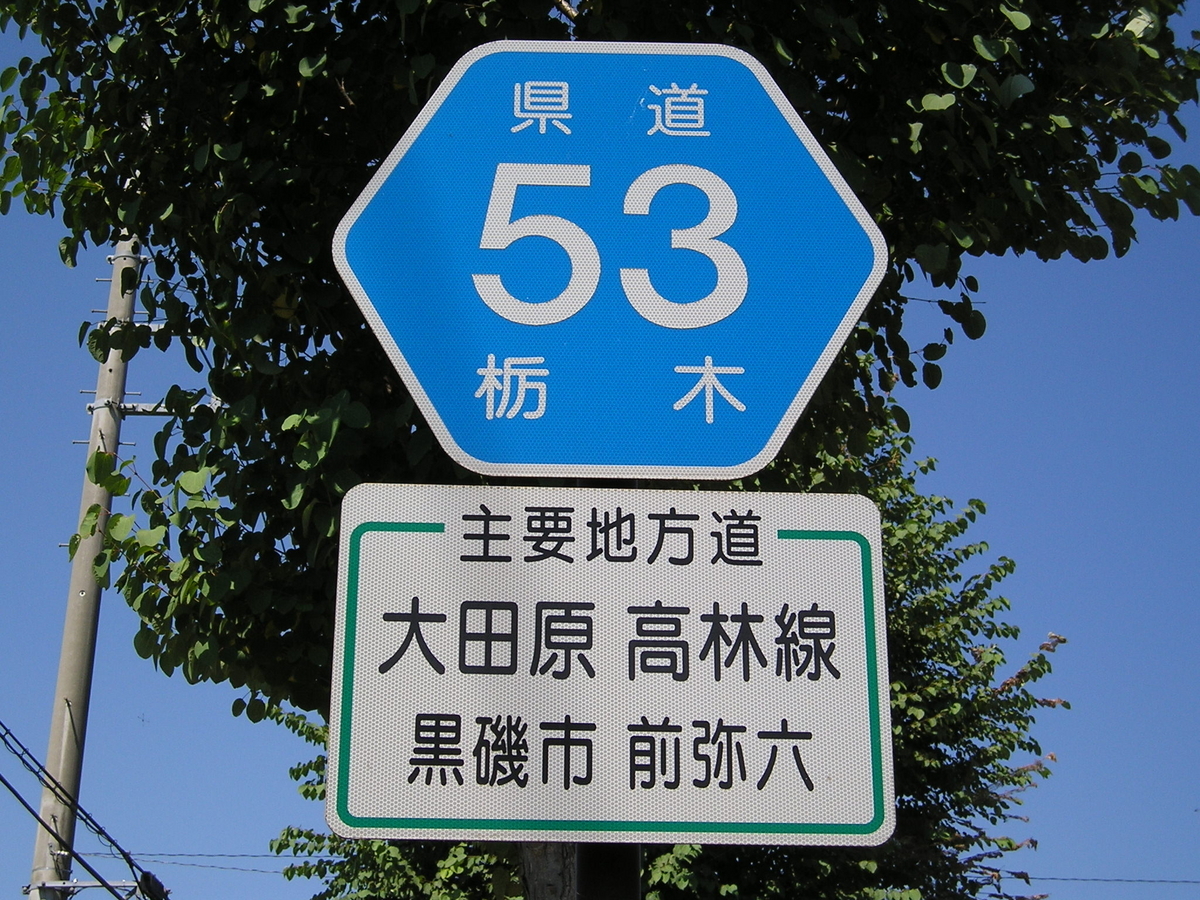 県道
53
栃木
主要地方道
大田原 高林線
黒磯市 前弥六